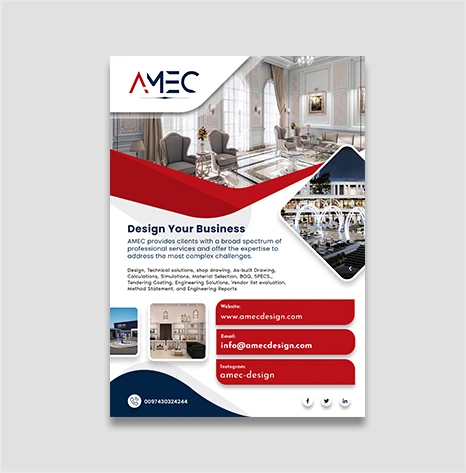 AMEC
Design Your Business
AMEC provides clients with a broad spectrum of
professional services and offer the expertise to
address the most complex challenges.
Design, Technical solutions, shop drawing, As-built Drawing,
Calculations, Simulations, Material Selection, BOQ, SPECS.,
Tendering Costing, Engineering Solutions, Vendor list evaluation,
Method Statement, and Engineering Reports
Website:
www.amecdesign.com
Email:
info@amecdesign.com
Instagram:
amec-design
0097430324244